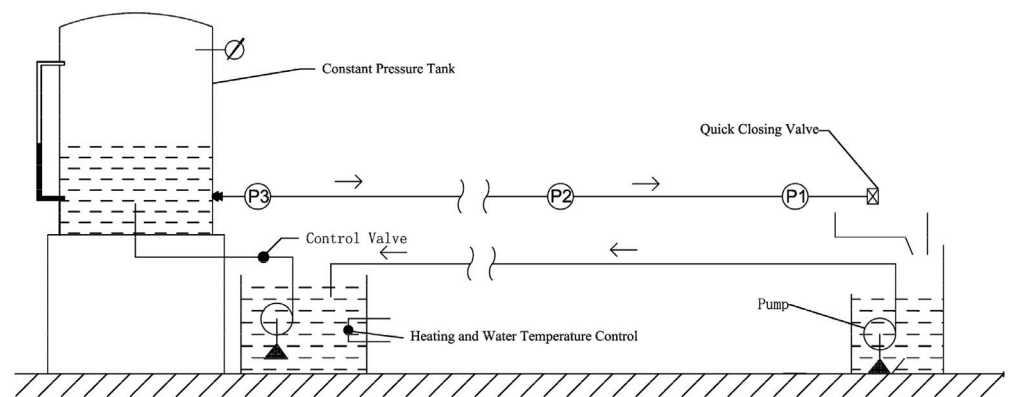 Constant Pressure Tank
Quick Closing Valve
P3
P2
P1
Control Valve
Pump
Heating and Water Temperature Control